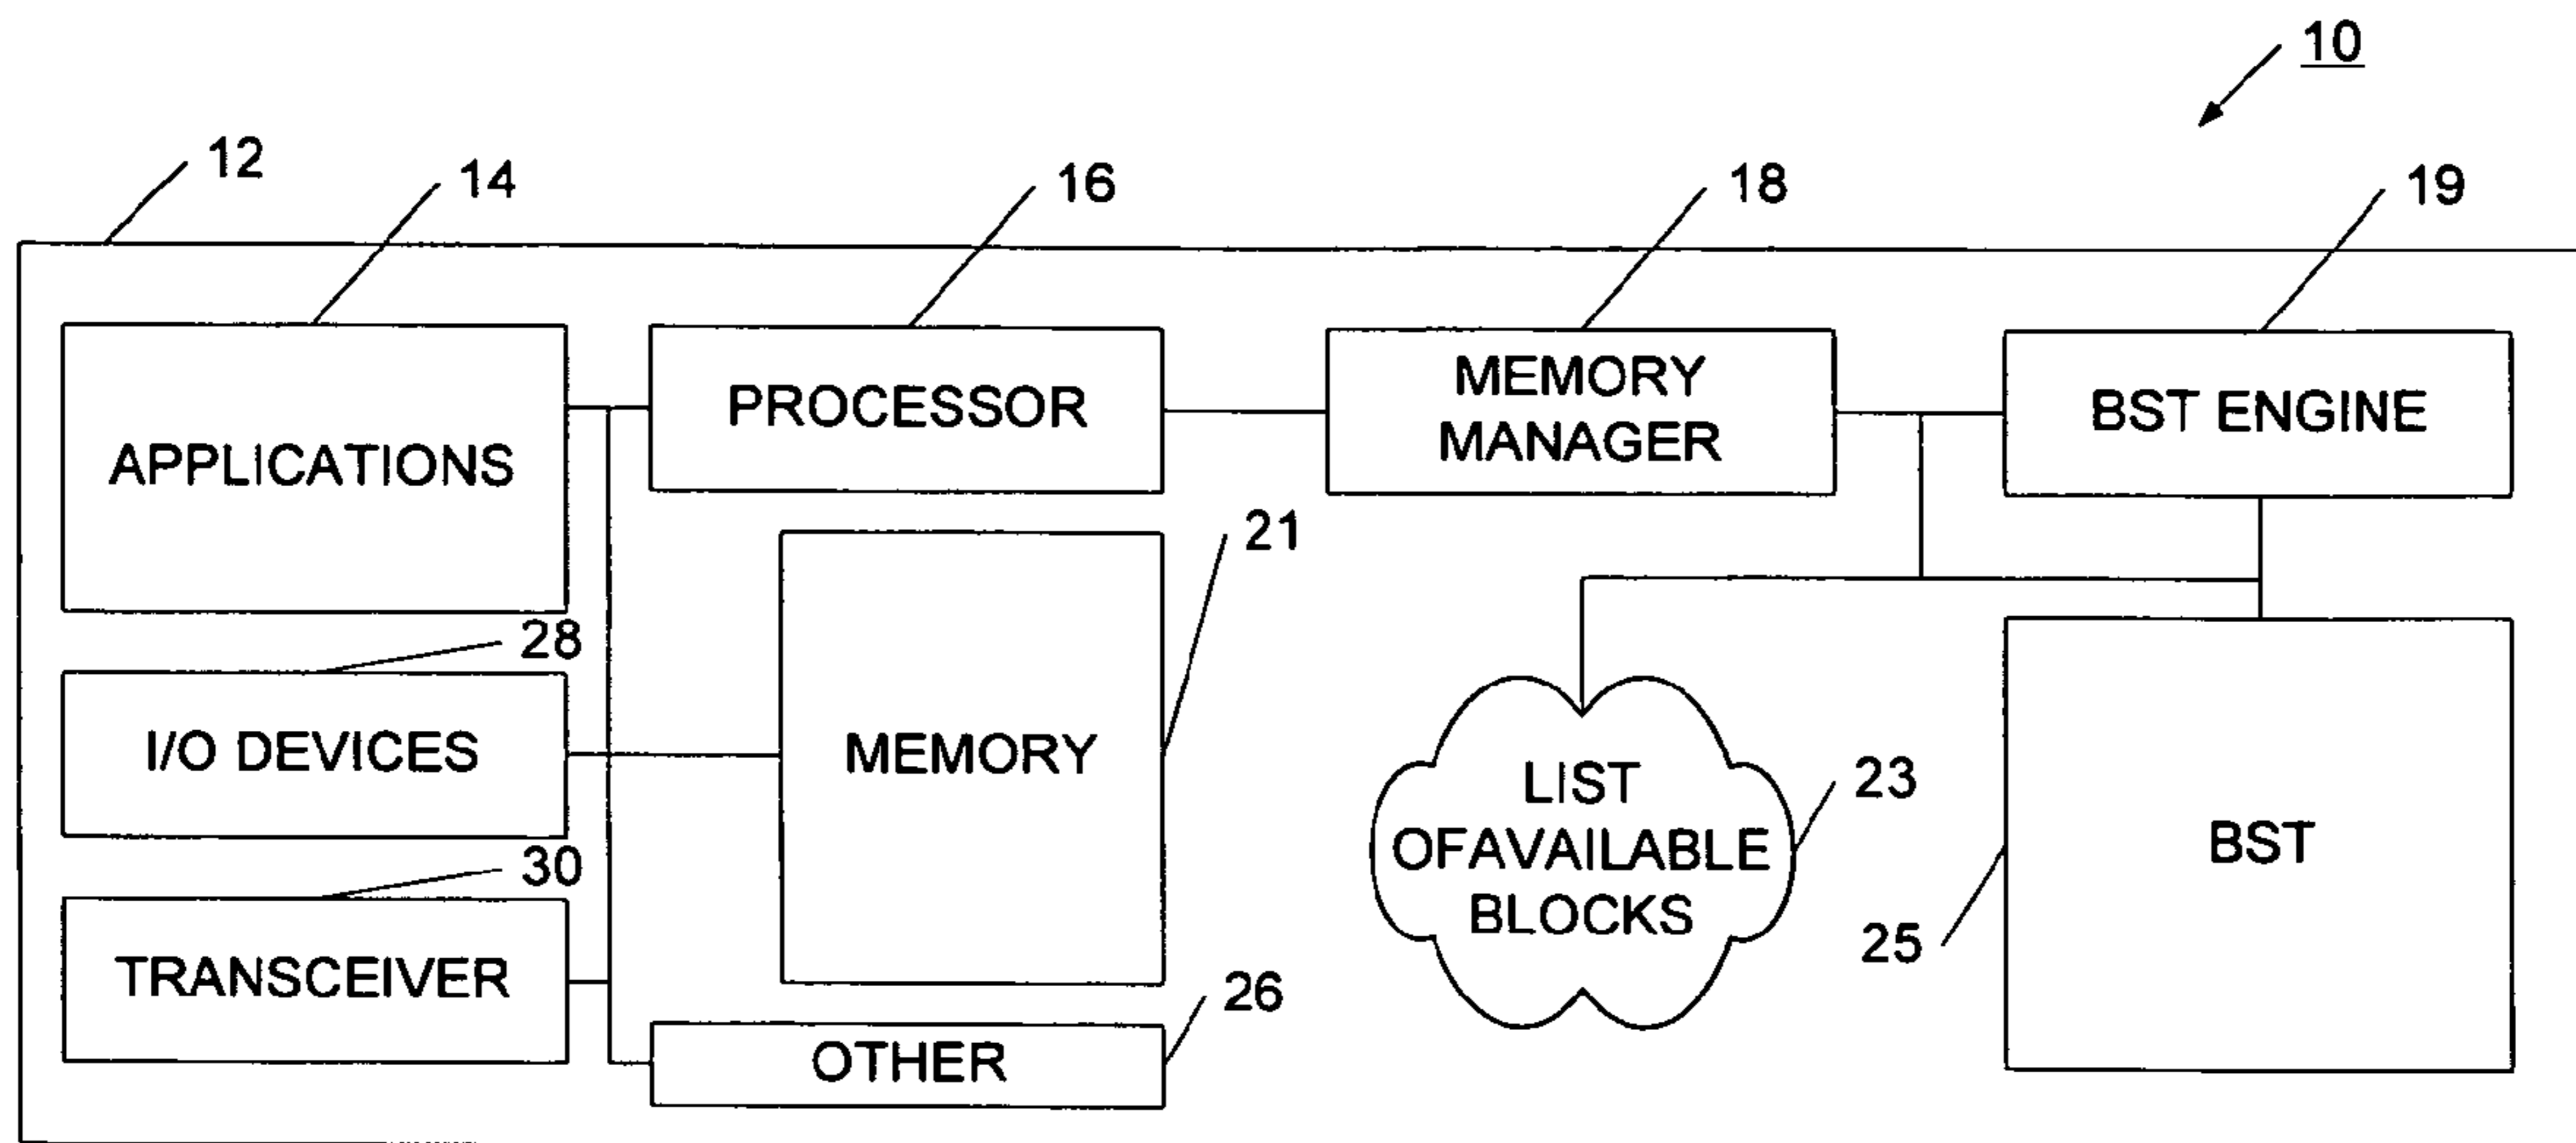 10
12
14
16
18
19
APPLICATIONS
PROCESSOR
MEMORY
MANAGER
BST ENGINE
28
I/O DEVICES
21
MEMORY
30
TRANSCEIVER
26
OTHER
LIST
OFAVAILABLE
BLOCKS
23
25
BST